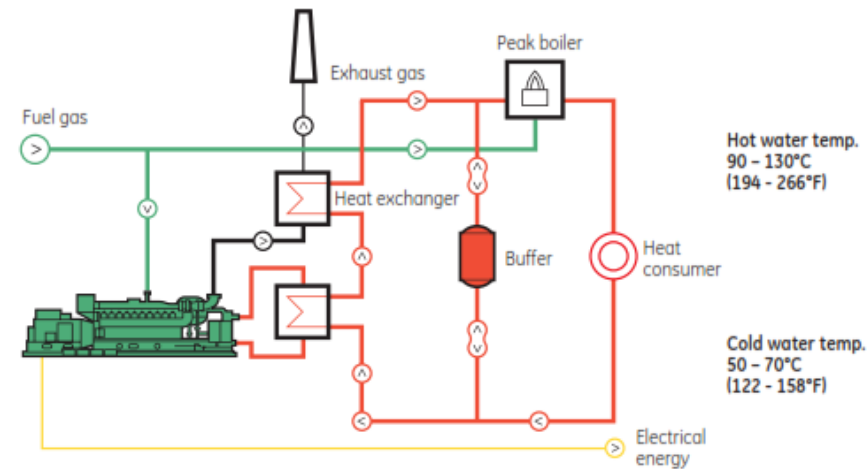 Peak boiler
Exhaust gas
Fuel gas
Hot water temp.
90 – 130°C
(194 - 266°F)
Heat exchanger
Buffer
Heat
consumer
Cold water temp.
50 – 70°C
(122 - 158°F)
Electrical
energy